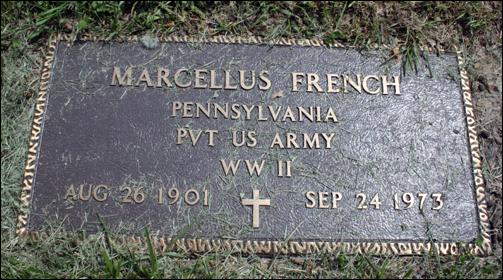 MARCELLUS FRENCH
PENNSYLVANIA
PVT US ARMY
WW II
AUG 26 1901 SEP 24 1973